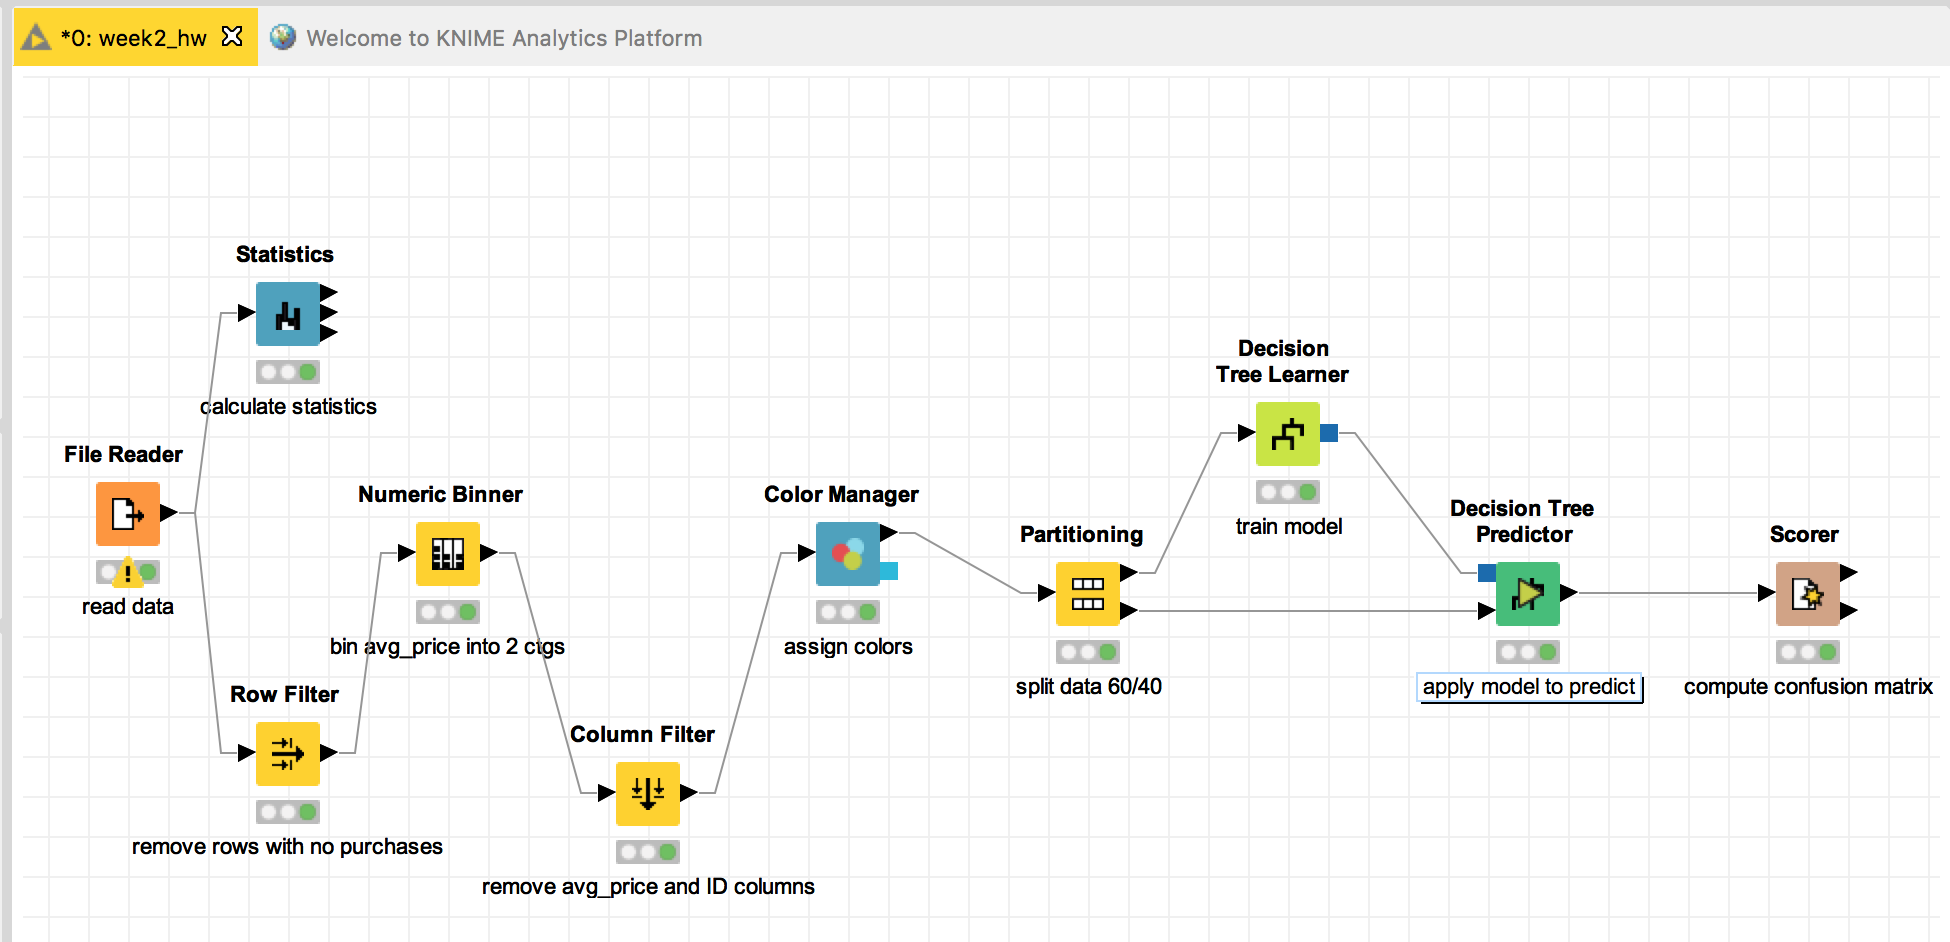 *0: week2_hw
Welcome to KNIME Analytics Platform
Statistics
calculate statistics
File Reader
read data
Row Filter
remove rows with no purchases
Numeric Binner
bin avg_price into 2 ctgs
Column Filter
remove avg_price and ID columns
Color Manager
assign colors
Partitioning
split data 60/40
Decision
Tree Learner
train model
Decision Tree
Predictor
apply model to predict
Scorer
compute confusion matrix